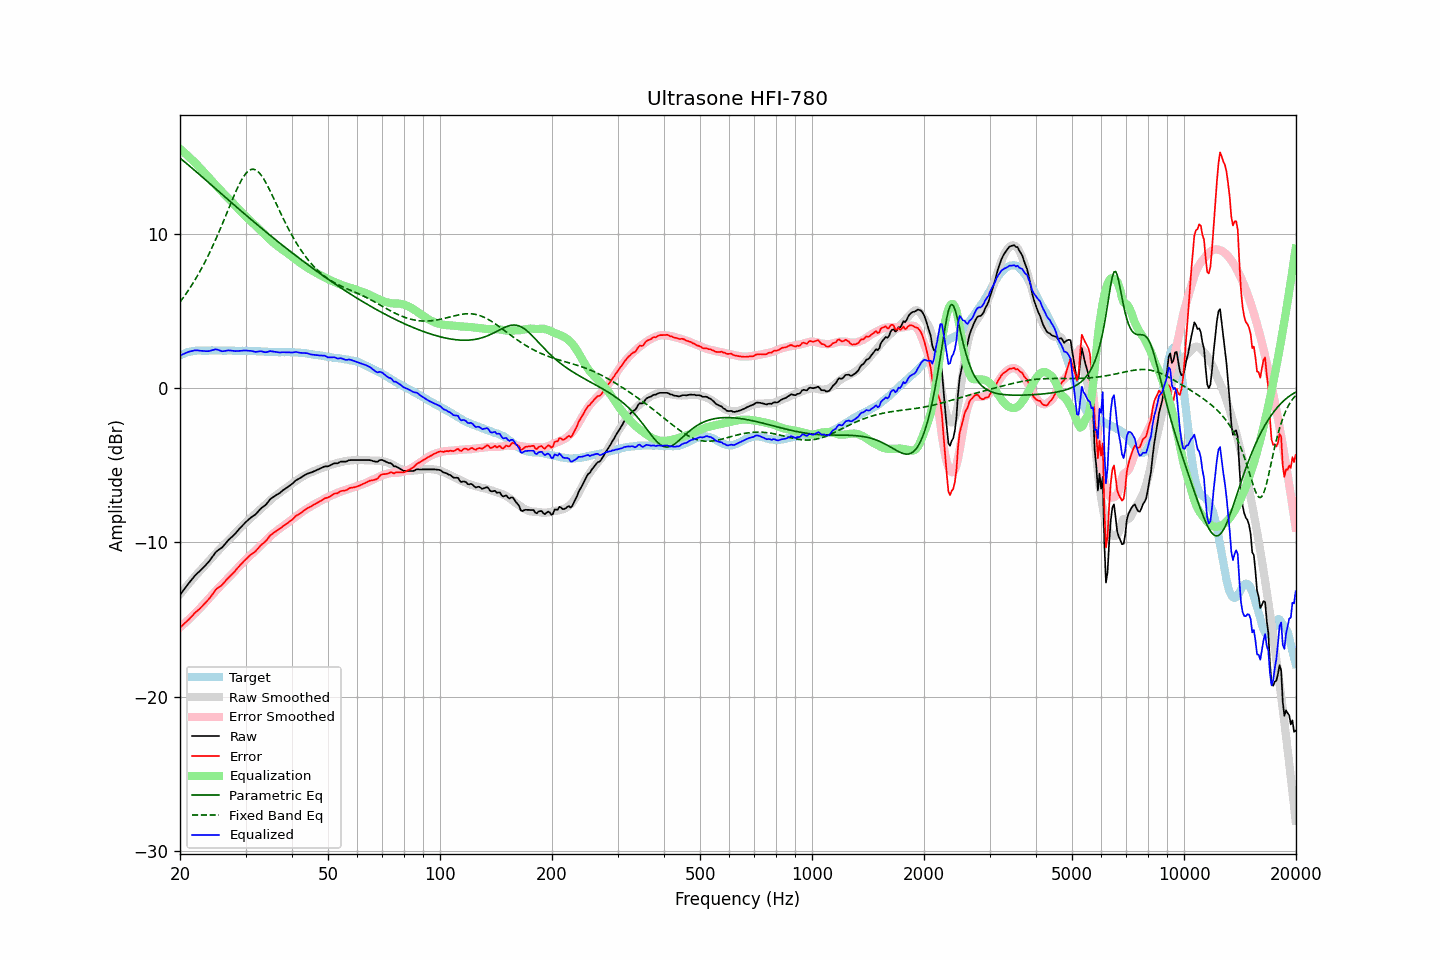 Ultrasone HFI-780
Amplitude (dBr)
10
0
−10
−20
−30
Target
Raw Smoothed
Error Smoothed
Raw
Error
Equalization
Parametric Eq
Fixed Band Eq
Equalized
20 50 100 200 500 1000 2000 5000 10000 20000
Frequency (Hz)